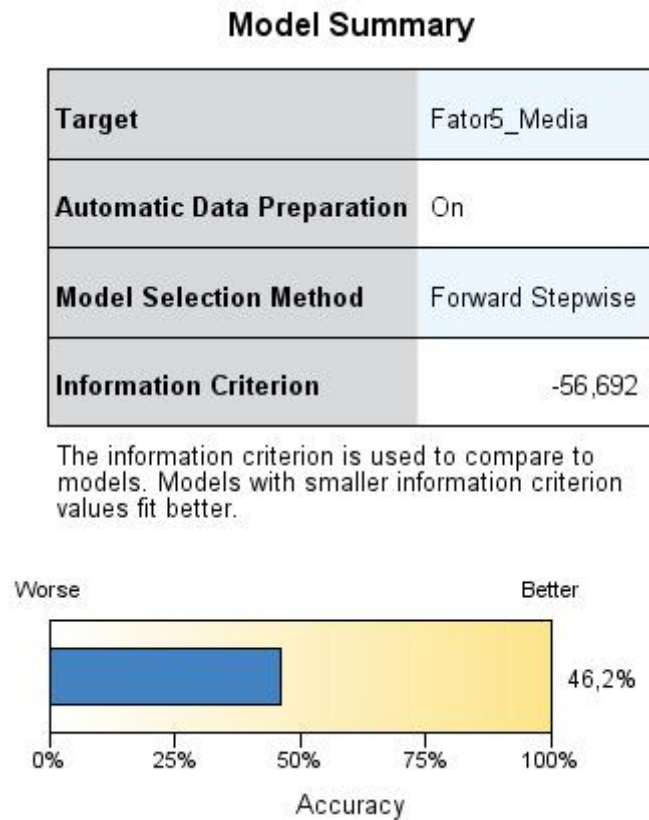 Model Summary
Target Fator5_Media
Automatic Data Preparation On
Model Selection Method Forward Stepwise
Information Criterion -56,692
The information criterion is used to compare to
models. Models with smaller information criterion
values fit better.
Worse Better
46,2%
0% 25% 50% 75% 100%
Accuracy